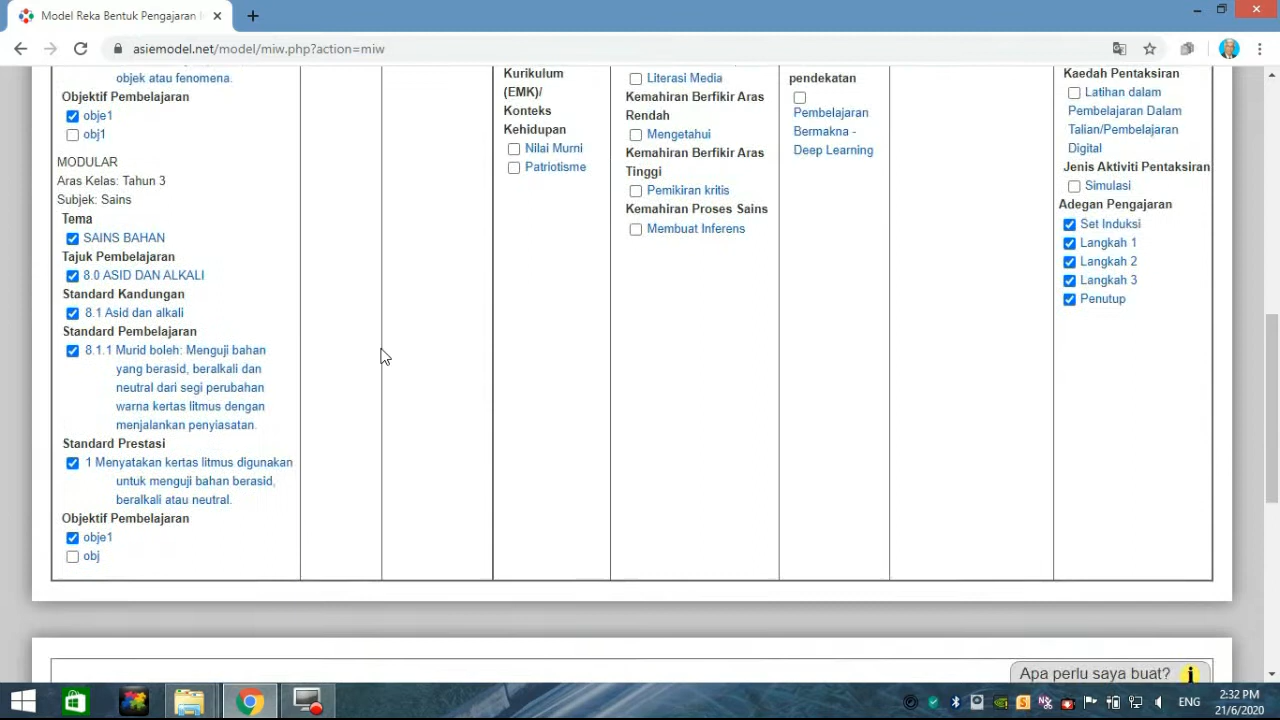 Model Reka Bentuk Pengajaran
asiemodel.net/model/miw.php?action=miw
objek atau fenomena.
Objektif Pembelajaran
obje1
obj1
MODULAR
Aras Kelas: Tahun 3
Subjek: Sains
Tema
SAINS BAHAN
Tajuk Pembelajaran
8.0 ASID DAN ALKALI
Standard Kandungan
8.1 Asid dan alkali
Standard Pembelajaran
8.1.1 Murid boleh: Menguji bahan
yang berasid, beralkali dan
neutral dari segi perubahan
warna kertas litmus dengan
menjalankan penyiasatan.
Standard Prestasi
1 Menyatakan kertas litmus digunakan
untuk menguji bahan berasid,
beralkali atau neutral.
Objektif Pembelajaran
obje1
obj
Kurikulum
(EMK)/
Konteks
Kehidupan
Nilai Murni
Patriotisme
Literasi Media
Kemahiran Berfikir Aras
Rendah
Mengetahui
Kemahiran Berfikir Aras
Tinggi
Pemikiran kritis
Kemahiran Proses Sains
Membuat Inferens
pendekatan
Pembelajaran
Bermakna -
Deep Learning
Kaedah Pentaksiran
Latihan dalam
Pembelajaran Dalam
Talian/Pembelajaran
Digital
Jenis Aktiviti Pentaksiran
Simulasi
Adegan Pengajaran
Set Induksi
Langkah 1
Langkah 2
Langkah 3
Penutup
Apa perlu saya buat?
ENG
2:32 PM
21/6/2020